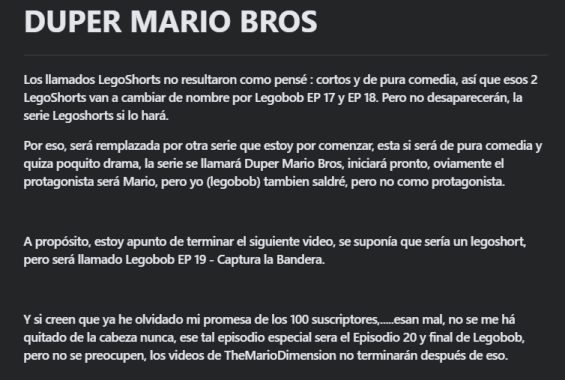 DUPER MARIO BROS
Los llamados LegoShorts no resultaron como pensé : cortos y de pura comedia, así que esos 2
LegoShorts van a cambiar de nombre por Legobob EP 17 y EP 18. Pero no desaparecerán, la
serie Legoshorts si lo hará.
Por eso, será remplazada por otra serie que estoy por comenzar, esta si será de pura comedia y
quiza poquito drama, la serie se llamará Duper Mario Bros, iniciará pronto, oviamente el
protagonista será Mario, pero yo (legobob) tambien saldré, pero no como protagonista.
A propósito, estoy apunto de terminar el siguiente video, se suponía que sería un legoshort,
pero será llamado Legobob EP 19 - Captura la Bandera.
Y si creen que ya he olvidado mi promesa de los 100 suscriptores,.....esan mal, no se me há
quitado de la cabeza nunca, ese tal episodio especial sera el Episodio 20 y final de Legobob,
pero no se preocupen, los videos de TheMarioDimension no terminarán después de eso.